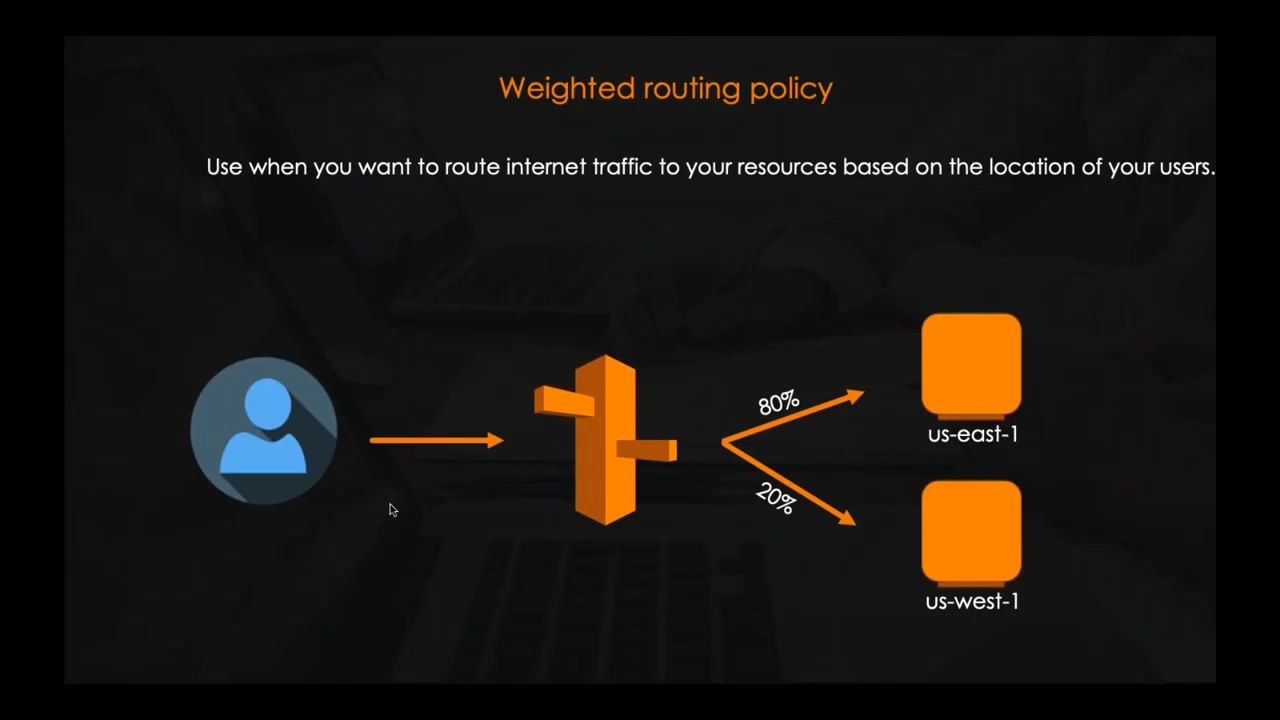 Weighted routing policy
Use when you want to route internet traffic to your resources based on the location of your users.
80%
us-east-1
20%
us-west-1